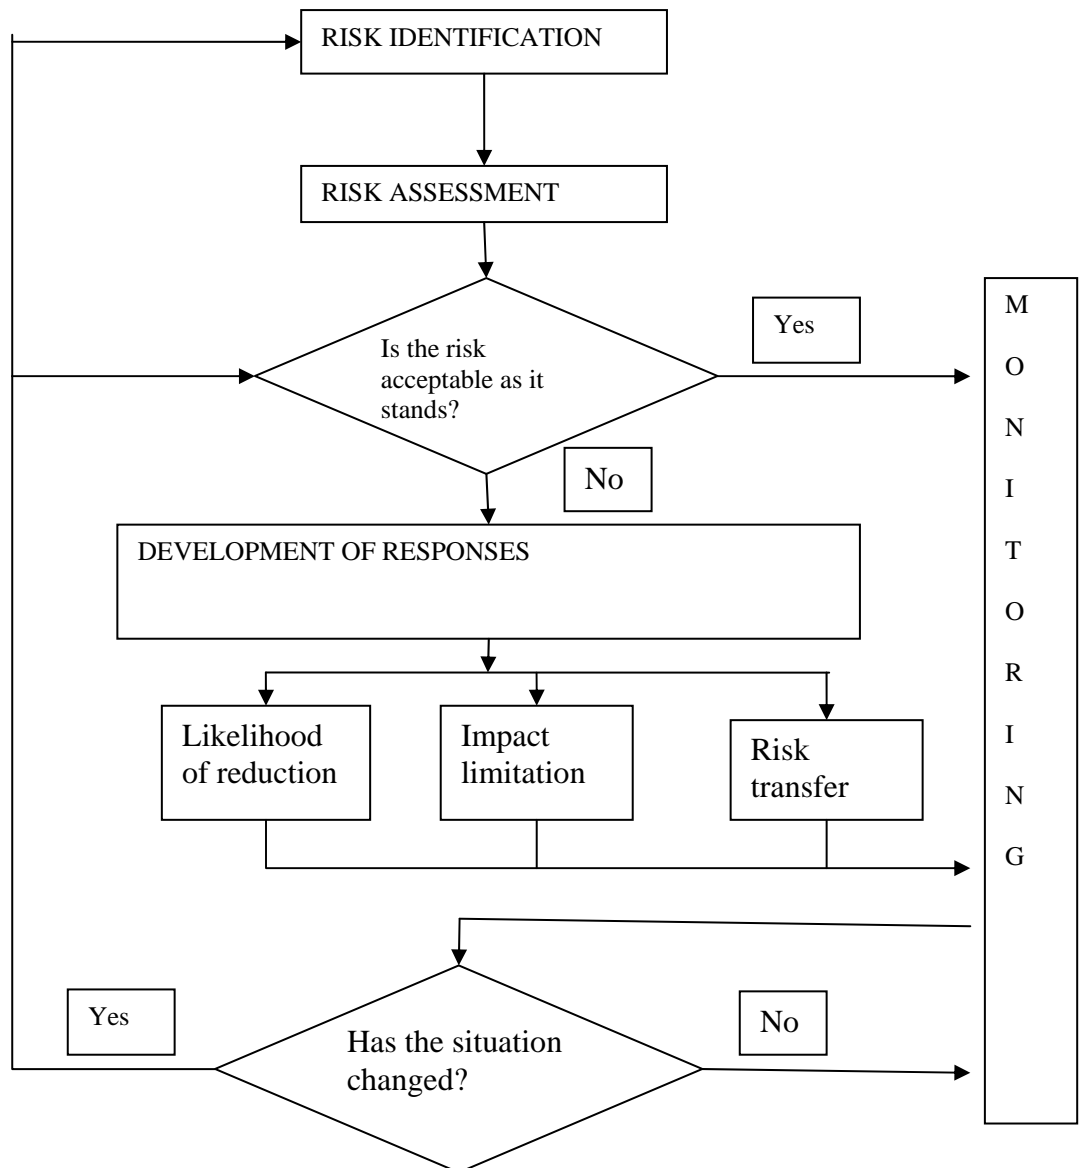 RISK IDENTIFICATION
RISK ASSESSMENT
Is the risk
acceptable as it
stands?
Yes
No
M
O
N
I
T
O
R
I
N
G
DEVELOPMENT OF RESPONSES
Likelihood
of reduction
Impact
limitation
Risk
transfer
Yes
Has the situation
changed?
No